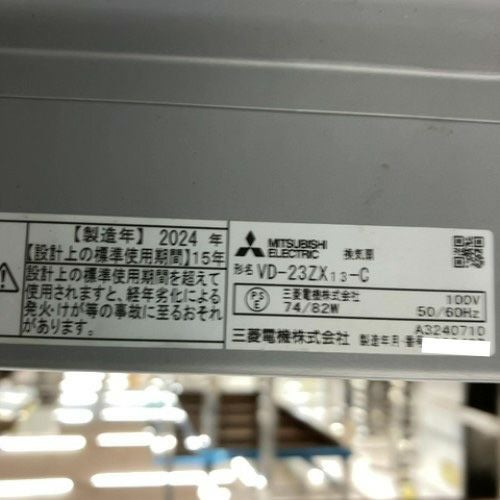 【製造年】 2024 年
【設計上の標準使用期間】15年
設計上の標準使用期間を超えて
使用されますと、経年劣化による
発火・けが等の事故に至るおそれ
があります。
MITSUBISHI
ELECTRIC
換気扇
形名 VD-23ZX₁₃-C
PS
E
三菱電機株式会社 100V
74/82W 50/60Hz
三菱電機株式会社
A3240710
製造年月・番号